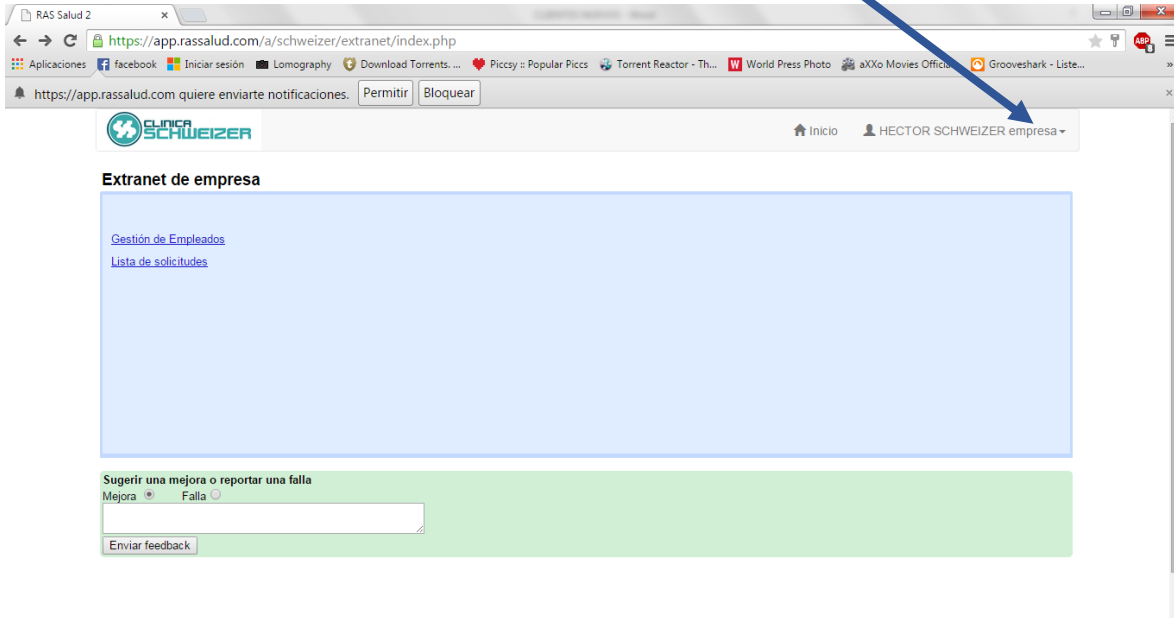 RAS Salud 2
https://app.rassalud.com/a/schweizer/extranet/index.php
ABP
Aplicaciones facebook Iniciar sesión Lomography Download Torrents. ... Piccsy :: Popular Piccs Torrent Reactor - Th... W World Press Photo aXXo Movies Offici Grooveshark - Liste... »
https://app.rassalud.com quiere enviarte notificaciones. Permitir Bloquear
CLINICA
SCHWEIZER
Inicio HECTOR SCHWEIZER empresa
Extranet de empresa
Gestión de Empleados
Lista de solicitudes
Sugerir una mejora o reportar una falla
Mejora Falla
Enviar feedback